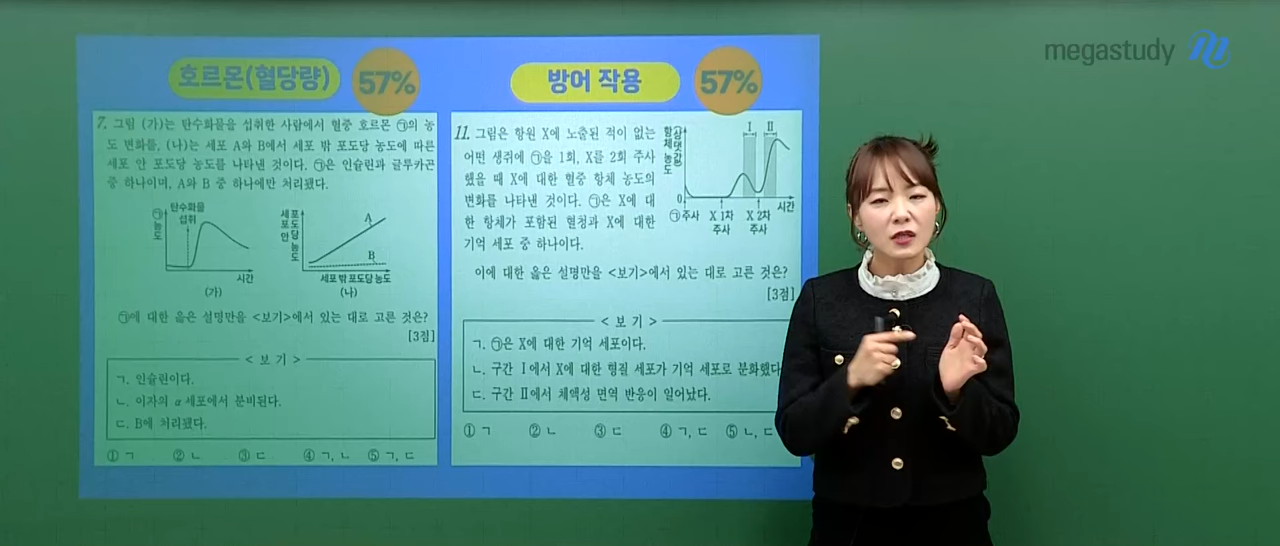 megastudy
호르몬(혈당량)
57%
7. 그림 (가)는 탄수화물을 섭취한 사람에서 혈중 호르몬 ㉠의 농
도 변화를, (나)는 세포 A와 B에서 세포 밖 포도당 농도에 따른
세포 안 포도당 농도를 나타낸 것이다. ㉠은 인슐린과 글루카곤
중 하나이며, A와 B 중 하나에만 처리됐다.
㉠ 농도
탄수화물
섭취
시간
(가)
세포 안
포도당 농도
A
B
세포 밖 포도당 농도
(나)
㉠에 대한 옳은 설명만을 <보기>에서 있는 대로 고른 것은?
[3점]
< 보 기 >
ㄱ. 인슐린이다.
ㄴ. 이자의 α세포에서 분비된다.
ㄷ. B에 처리됐다.
① ㄱ ② ㄴ ③ ㄷ ④ ㄱ, ㄴ ⑤ ㄱ, ㄷ
방어 작용
57%
11. 그림은 항원 X에 노출된 적이 없는
어떤 생쥐에 ㉠을 1회, X를 2회 주사
했을 때 X에 대한 혈중 항체 농도의
변화를 나타낸 것이다. ㉠은 X에 대
한 항체가 포함된 혈청과 X에 대한
기억 세포 중 하나이다.
항체 농도
(상댓값)
Ⅰ Ⅱ
0
시간
㉠ 주사 X 1차 X 2차
주사 주사
이에 대한 옳은 설명만을 <보기>에서 있는 대로 고른 것은?
[3점]
< 보 기 >
ㄱ. ㉠은 X에 대한 기억 세포이다.
ㄴ. 구간 Ⅰ에서 X에 대한 형질 세포가 기억 세포로 분화했다
ㄷ. 구간 Ⅱ에서 체액성 면역 반응이 일어났다.
① ㄱ ② ㄴ ③ ㄷ ④ ㄱ, ㄷ ⑤ ㄴ, ㄷ